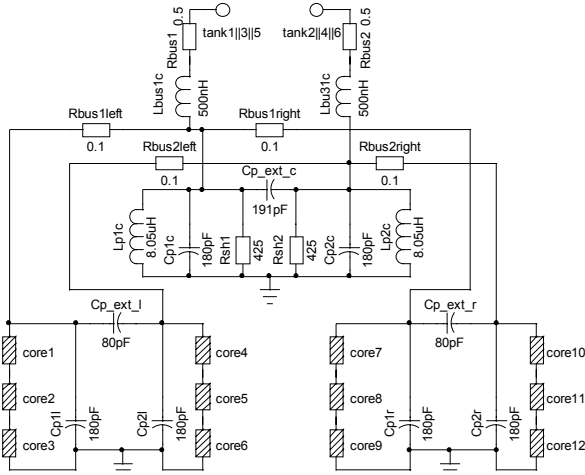 0.5
Rbus1
tank1||3||5
tank2||4||6
0.5
Rbus2
Lbus1c
500nH
Lbu31c
500nH
Rbus1left
0.1
Rbus1right
0.1
Rbus2left
0.1
Rbus2right
0.1
Cp_ext_c
191pF
Lp1c
8.05uH
Cp1c
180pF
Rsh1
425
Rsh2
425
Cp2c
180pF
Lp2c
8.05uH
Cp_ext_l
80pF
core1
core2
core3
Cp1l
180pF
Cp2l
180pF
core4
core5
core6
Cp_ext_r
80pF
core7
core8
core9
Cp1r
180pF
Cp2r
180pF
core10
core11
core12